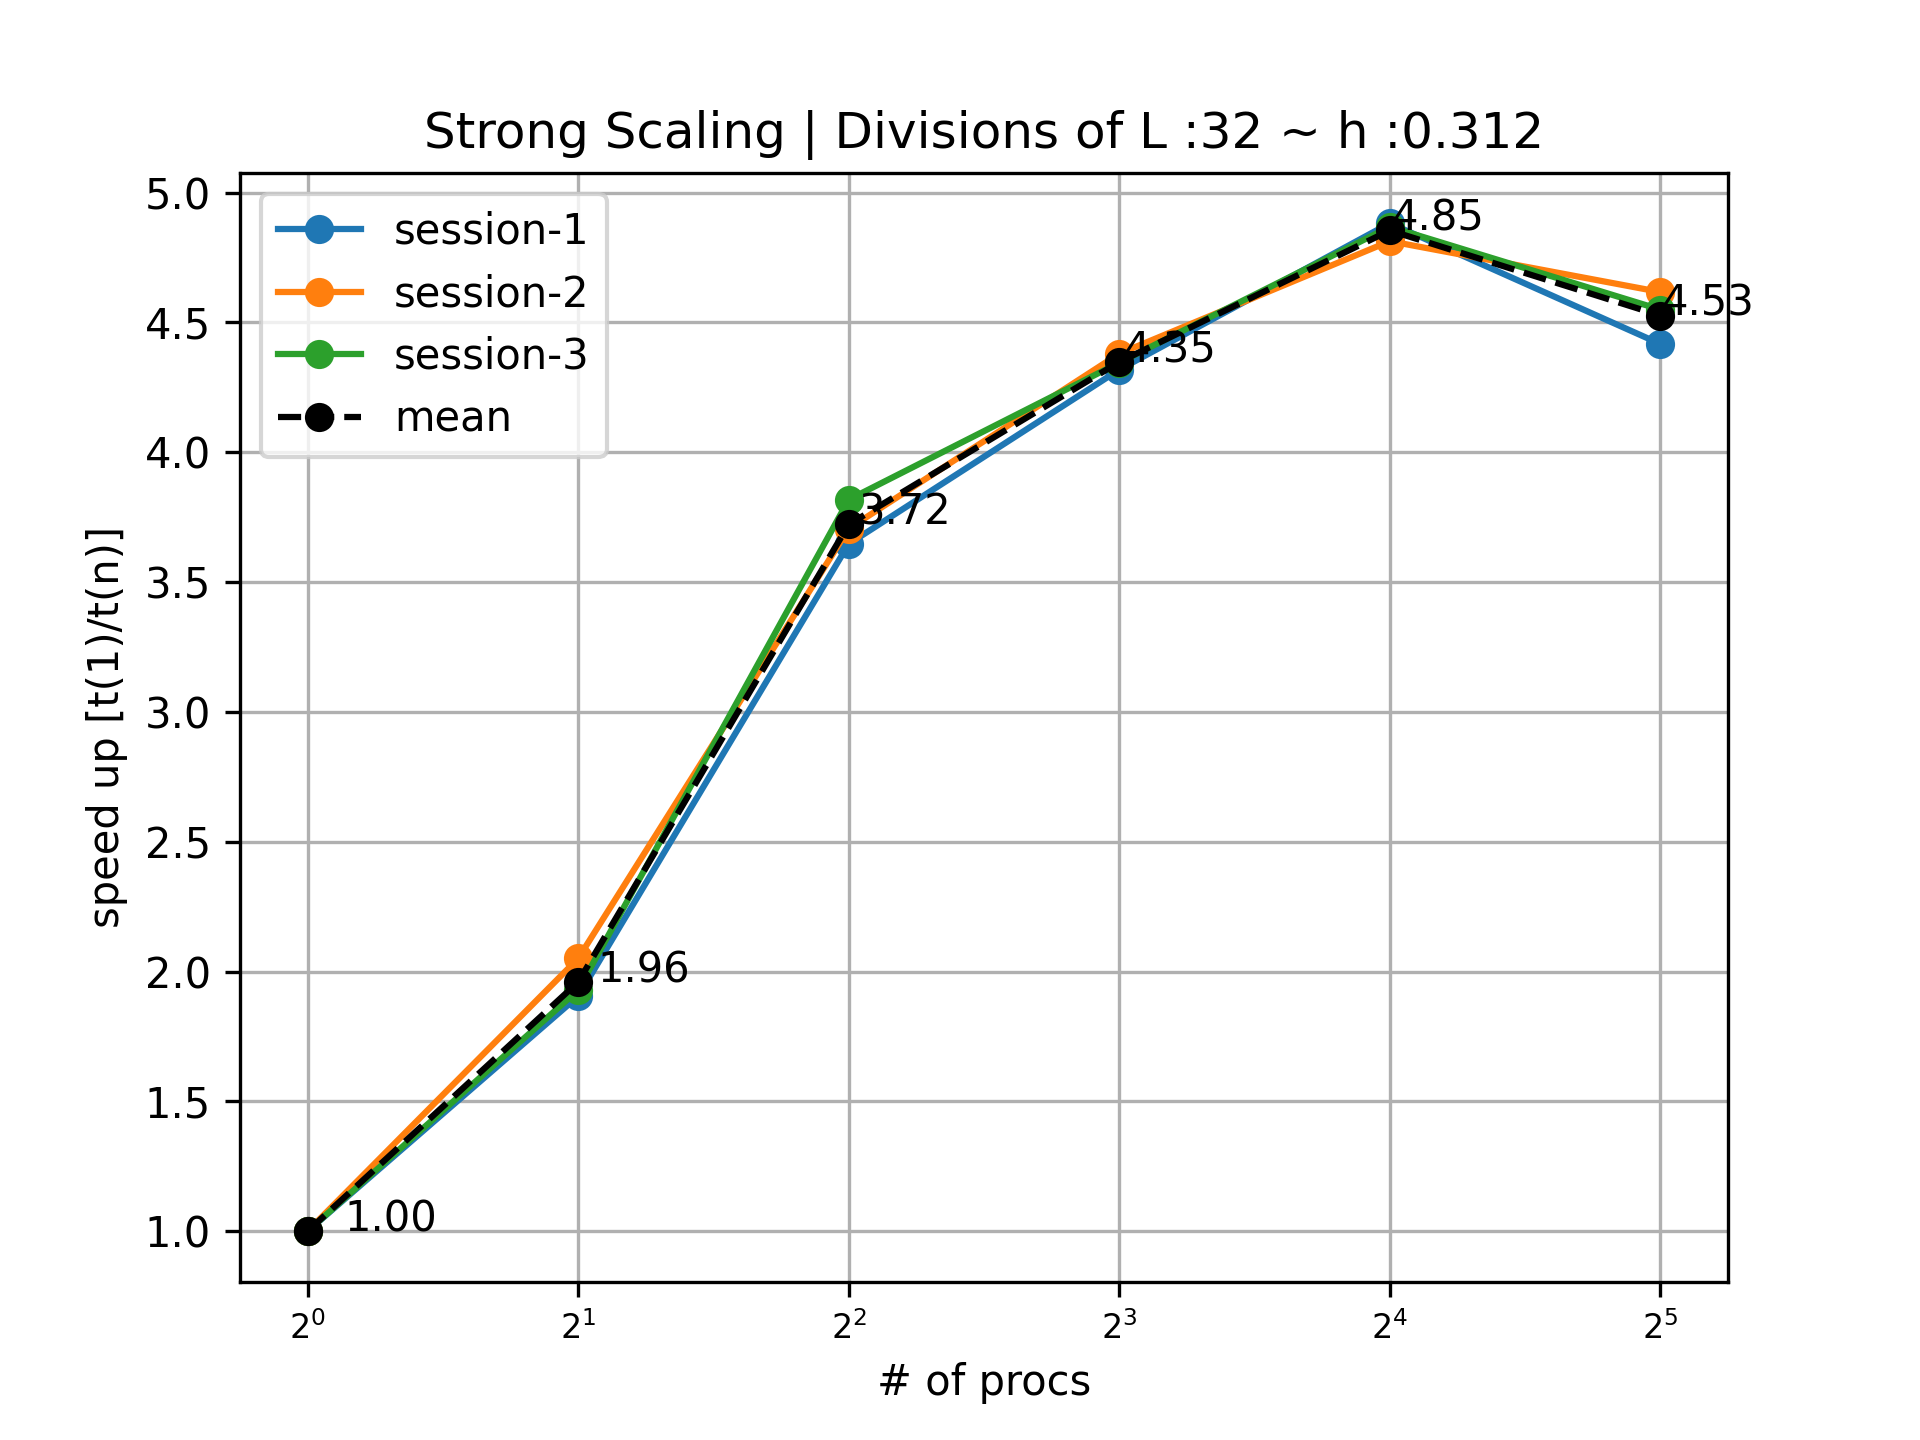 Strong Scaling | Divisions of L :32 ~ h :0.312
5.0
4.5
4.0
3.5
3.0
2.5
2.0
1.5
1.0
speed up [t(1)/t(n)]
session-1
session-2
session-3
mean
1.00
1.96
3.72
4.35
4.85
4.53
2⁰ 2¹ 2² 2³ 2⁴ 2⁵
# of procs